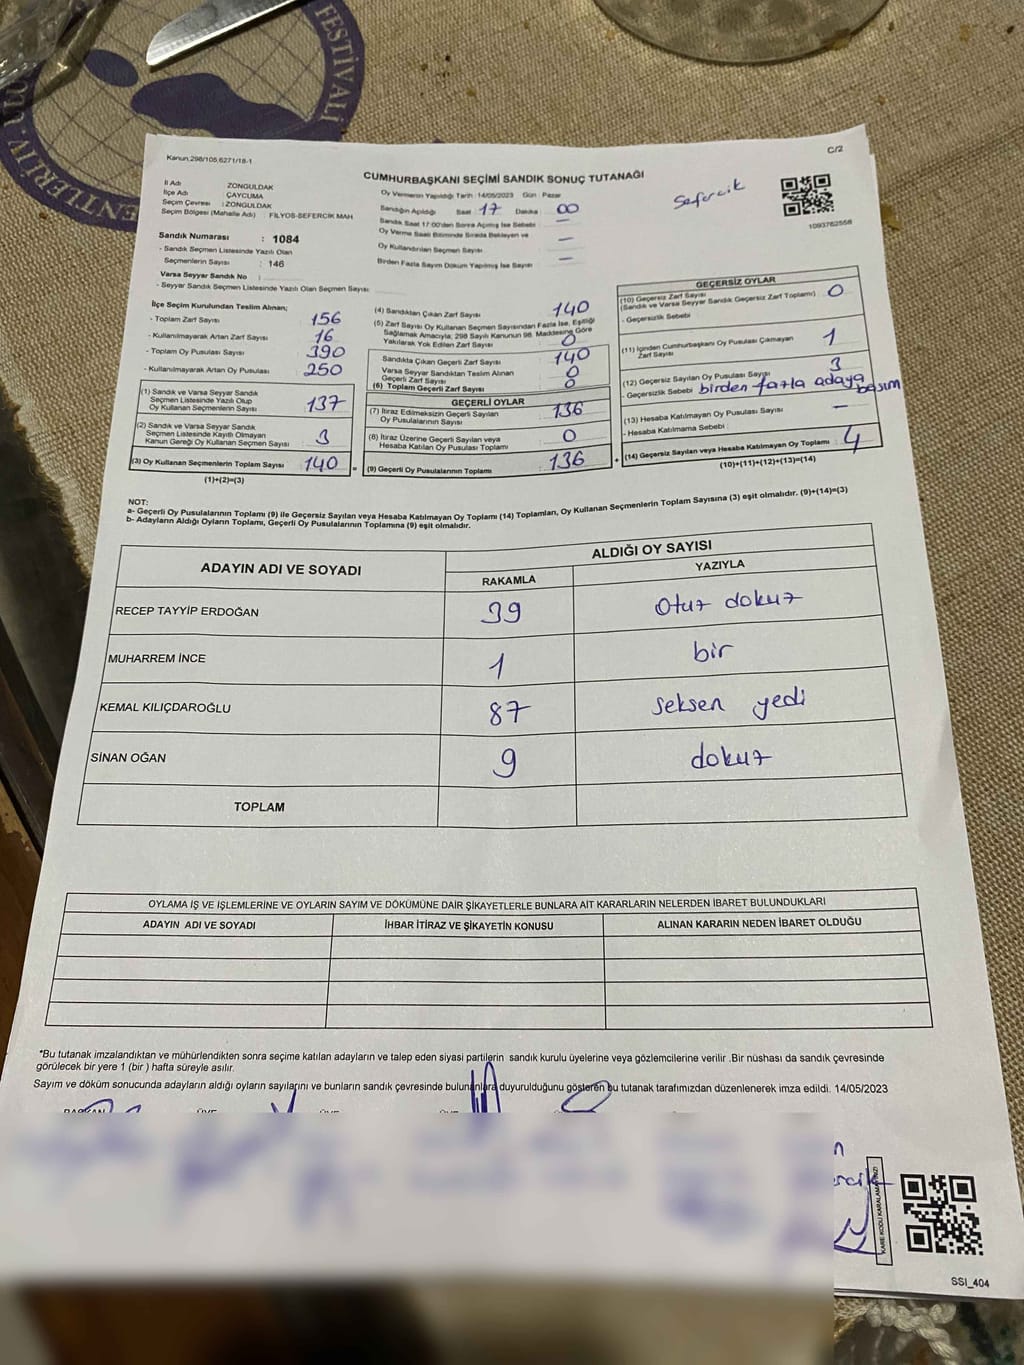 FESTİVALİ
Kanun,298/105,6271/18-1
C/2
CUMHURBAŞKANI SEÇİMİ SANDIK SONUÇ TUTANAĞI
Sefercik
1093762558
İl Adı ZONGULDAK
İlçe Adı ÇAYCUMA
Seçim Çevresi : ZONGULDAK
Seçim Bölgesi (Mahalle Adı) FİLYOS-SEFERCİK MAH
Oy Vermenin Yapıldığı Tarih : 14/05/2023 Gün : Pazar
Sandığın Açıldığı Saat 17 Dakika 00
Sandık Saat 17:00'den Sonra Açılmış İse Sebebi : —
Oy Verme Saati Bitiminde Sırada Bekleyen ve
Oy Kullandırılan Seçmen Sayısı : —
Birden Fazla Sayım Döküm Yapılmış İse Sayısı : —
Sandık Numarası : 1084
- Sandık Seçmen Listesinde Yazılı Olan
Seçmenlerin Sayısı : 146
Varsa Seyyar Sandık No :
- Seyyar Sandık Seçmen Listesinde Yazılı Olan Seçmen Sayısı:
İlçe Seçim Kurulundan Teslim Alınan;
- Toplam Zarf Sayısı : 156
- Kullanılmayarak Artan Zarf Sayısı : 16
- Toplam Oy Pusulası Sayısı : 390
- Kullanılmayarak Artan Oy Pusulası : 250
(1) Sandık ve Varsa Seyyar Sandık
Seçmen Listesinde Yazılı Olup
Oy Kullanan Seçmenlerin Sayısı : 137
(2) Sandık ve Varsa Seyyar Sandık
Seçmen Listesinde Kayıtlı Olmayan
Kanun Gereği Oy Kullanan Seçmen Sayısı : 3
(3) Oy Kullanan Seçmenlerin Toplam Sayısı : 140 =
(1)+(2)=(3)
(4) Sandıktan Çıkan Zarf Sayısı : 140
(5) Zarf Sayısı Oy Kullanan Seçmen Sayısından Fazla İse, Eşitliği
Sağlamak Amacıyla; 298 Sayılı Kanunun 98. Maddesine Göre
Yakılarak Yok Edilen Zarf Sayısı : 0
Sandıkta Çıkan Geçerli Zarf Sayısı : 140
Varsa Seyyar Sandıktan Teslim Alınan
Geçerli Zarf Sayısı : 0
(6) Toplam Geçerli Zarf Sayısı : 0
GEÇERLİ OYLAR
(7) İtiraz Edilmeksizin Geçerli Sayılan
Oy Pusulalarının Sayısı : 136
(8) İtiraz Üzerine Geçerli Sayılan veya
Hesaba Katılan Oy Pusulası Toplamı : 0
(9) Geçerli Oy Pusulalarının Toplamı : 136 +
GEÇERSİZ OYLAR
(10) Geçersiz Zarf Sayısı
(Sandık ve Varsa Seyyar Sandık Geçersiz Zarf Toplamı) : 0
- Geçersizlik Sebebi :
(11) İçinden Cumhurbaşkanı Oy Pusulası Çıkmayan
Zarf Sayısı : 1
(12) Geçersiz Sayılan Oy Pusulası Sayısı : 3
- Geçersizlik Sebebi : birden fazla adaya basım
(13) Hesaba Katılmayan Oy Pusulası Sayısı : —
- Hesaba Katılmama Sebebi :
(14) Geçersiz Sayılan veya Hesaba Katılmayan Oy Toplamı : 4
(10)+(11)+(12)+(13)=(14)
NOT:
a- Geçerli Oy Pusulalarının Toplamı (9) ile Geçersiz Sayılan veya Hesaba Katılmayan Oy Toplamı (14) Toplamları, Oy Kullanan Seçmenlerin Toplam Sayısına (3) eşit olmalıdır. (9)+(14)=(3)
b- Adayların Aldığı Oyların Toplamı, Geçerli Oy Pusulalarının Toplamına (9) eşit olmalıdır.
ADAYIN ADI VE SOYADI
ALDIĞI OY SAYISI
RAKAMLA YAZIYLA
RECEP TAYYİP ERDOĞAN 39 otuz dokuz
MUHARREM İNCE 1 bir
KEMAL KILIÇDAROĞLU 87 seksen yedi
SİNAN OĞAN 9 dokuz
TOPLAM
OYLAMA İŞ VE İŞLEMLERİNE VE OYLARIN SAYIM VE DÖKÜMÜNE DAİR ŞİKAYETLERLE BUNLARA AİT KARARLARIN NELERDEN İBARET BULUNDUKLARI
ADAYIN ADI VE SOYADI İHBAR İTİRAZ VE ŞİKAYETİN KONUSU ALINAN KARARIN NEDEN İBARET OLDUĞU
*Bu tutanak imzalandıktan ve mühürlendikten sonra seçime katılan adayların ve talep eden siyasi partilerin sandık kurulu üyelerine veya gözlemcilerine verilir .Bir nüshası da sandık çevresinde
görülecek bir yere 1 (bir ) hafta süreyle asılır.
Sayım ve döküm sonucunda adayların aldığı oyların sayılarını ve bunların sandık çevresinde bulunanlara duyurulduğunu gösteren bu tutanak tarafımızdan düzenlenerek imza edildi. 14/05/2023
BAŞKAN ÜYE ÜYE ÜYE
KARE KODU KARALAMAYINIZ!
SSI_404